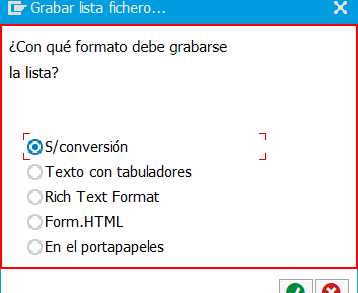 Grabar lista fichero...
¿Con qué formato debe grabarse
la lista?
S/conversión
Texto con tabuladores
Rich Text Format
Form.HTML
En el portapapeles